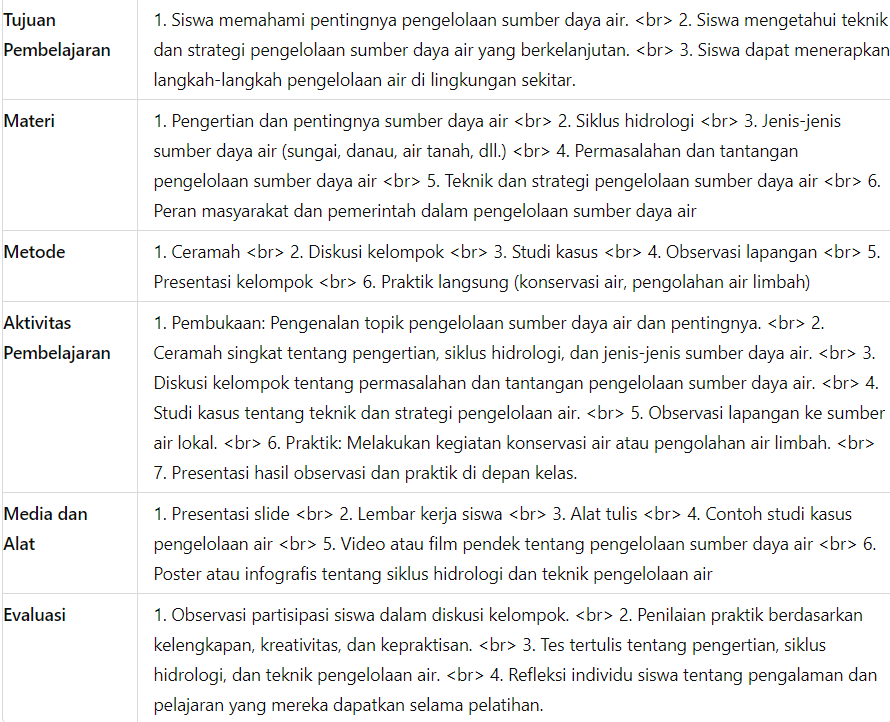 Tujuan
Pembelajaran
1. Siswa memahami pentingnya pengelolaan sumber daya air. <br> 2. Siswa mengetahui teknik
dan strategi pengelolaan sumber daya air yang berkelanjutan. <br> 3. Siswa dapat menerapkan
langkah-langkah pengelolaan air di lingkungan sekitar.
Materi
1. Pengertian dan pentingnya sumber daya air <br> 2. Siklus hidrologi <br> 3. Jenis-jenis
sumber daya air (sungai, danau, air tanah, dll.) <br> 4. Permasalahan dan tantangan
pengelolaan sumber daya air <br> 5. Teknik dan strategi pengelolaan sumber daya air <br> 6.
Peran masyarakat dan pemerintah dalam pengelolaan sumber daya air
Metode
1. Ceramah <br> 2. Diskusi kelompok <br> 3. Studi kasus <br> 4. Observasi lapangan <br> 5.
Presentasi kelompok <br> 6. Praktik langsung (konservasi air, pengolahan air limbah)
Aktivitas
Pembelajaran
1. Pembukaan: Pengenalan topik pengelolaan sumber daya air dan pentingnya. <br> 2.
Ceramah singkat tentang pengertian, siklus hidrologi, dan jenis-jenis sumber daya air. <br> 3.
Diskusi kelompok tentang permasalahan dan tantangan pengelolaan sumber daya air. <br> 4.
Studi kasus tentang teknik dan strategi pengelolaan air. <br> 5. Observasi lapangan ke sumber
air lokal. <br> 6. Praktik: Melakukan kegiatan konservasi air atau pengolahan air limbah. <br>
7. Presentasi hasil observasi dan praktik di depan kelas.
Media dan
Alat
1. Presentasi slide <br> 2. Lembar kerja siswa <br> 3. Alat tulis <br> 4. Contoh studi kasus
pengelolaan air <br> 5. Video atau film pendek tentang pengelolaan sumber daya air <br> 6.
Poster atau infografis tentang siklus hidrologi dan teknik pengelolaan air
Evaluasi
1. Observasi partisipasi siswa dalam diskusi kelompok. <br> 2. Penilaian praktik berdasarkan
kelengkapan, kreativitas, dan kepraktisan. <br> 3. Tes tertulis tentang pengertian, siklus
hidrologi, dan teknik pengelolaan air. <br> 4. Refleksi individu siswa tentang pengalaman dan
pelajaran yang mereka dapatkan selama pelatihan.